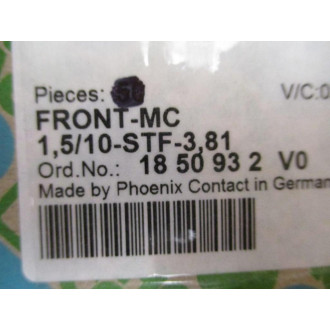 Pieces: 50 V/C:0
FRONT-MC
1,5/10-STF-3,81
Ord.No.: 18 50 93 2 V0
Made by Phoenix Contact in German